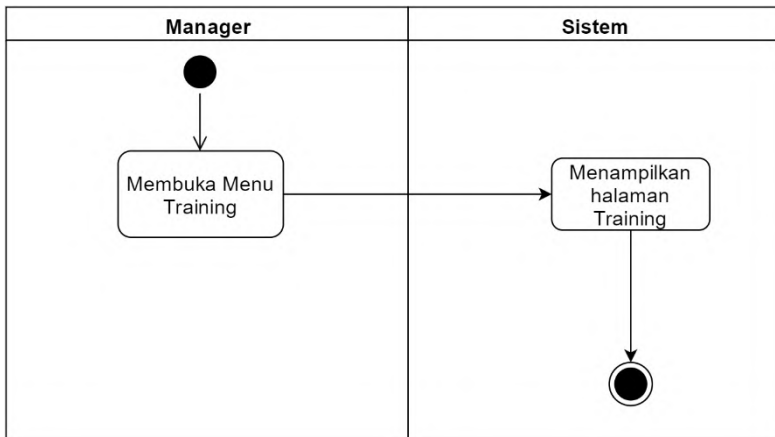 Manager
Sistem
Membuka Menu
Training
Menampilkan
halaman
Training